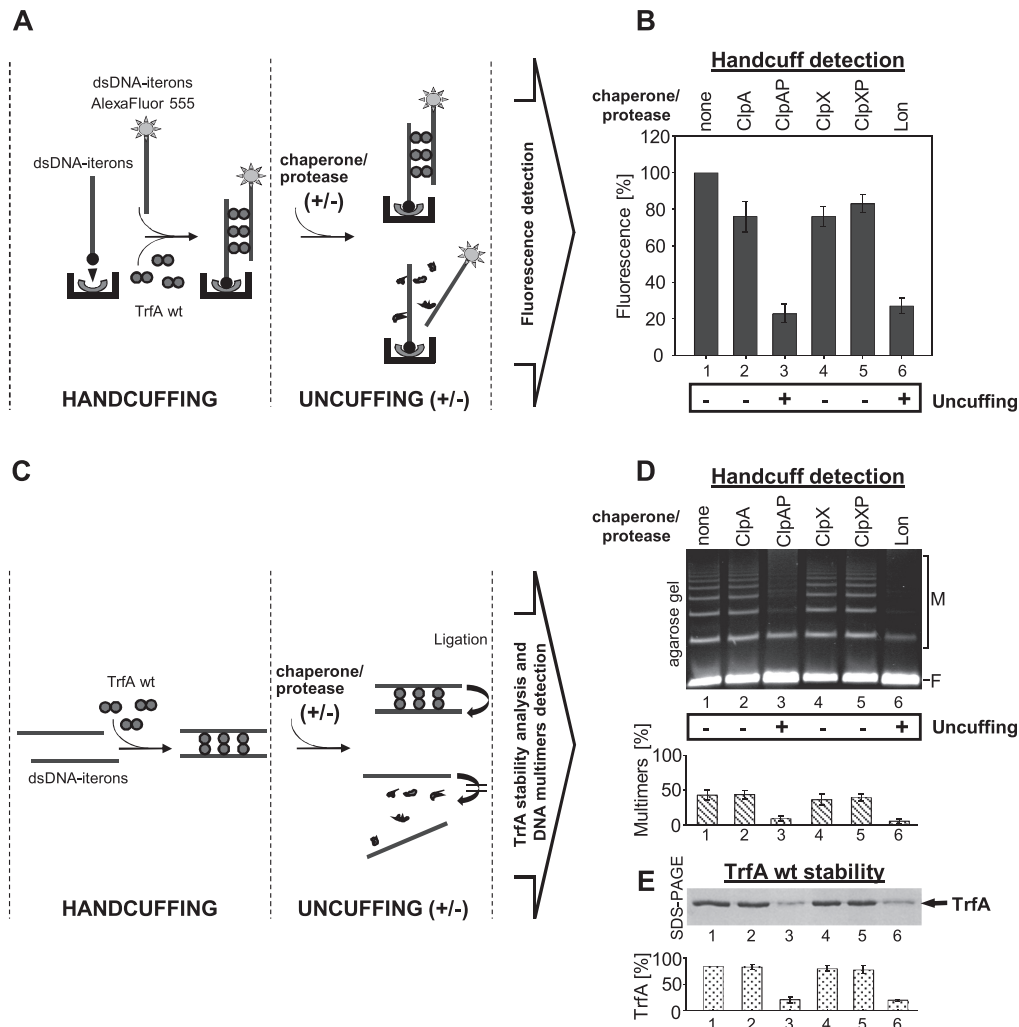 A
dsDNA-iterons
AlexaFluor 555
dsDNA-iterons
TrfA wt
chaperone/
protease
(+/-)
HANDCUFFING
UNCUFFING (+/-)
Fluorescence detection
B
Handcuff detection
chaperone/
protease
none ClpA ClpAP ClpX ClpXP Lon
Fluorescence [%]
120
100
80
60
40
20
0
1 2 3 4 5 6
- - + - - + Uncuffing
C
TrfA wt
dsDNA-iterons
chaperone/
protease
(+/-)
Ligation
HANDCUFFING
UNCUFFING (+/-)
TrfA stability analysis and
DNA multimers detection
D
Handcuff detection
chaperone/
protease
none ClpA ClpAP ClpX ClpXP Lon
agarose gel
M
F
1 2 3 4 5 6
- - + - - + Uncuffing
Multimers [%]
100
50
0
1 2 3 4 5 6
E
TrfA wt stability
SDS-PAGE
TrfA
1 2 3 4 5 6
TrfA [%]
100
50
0
1 2 3 4 5 6